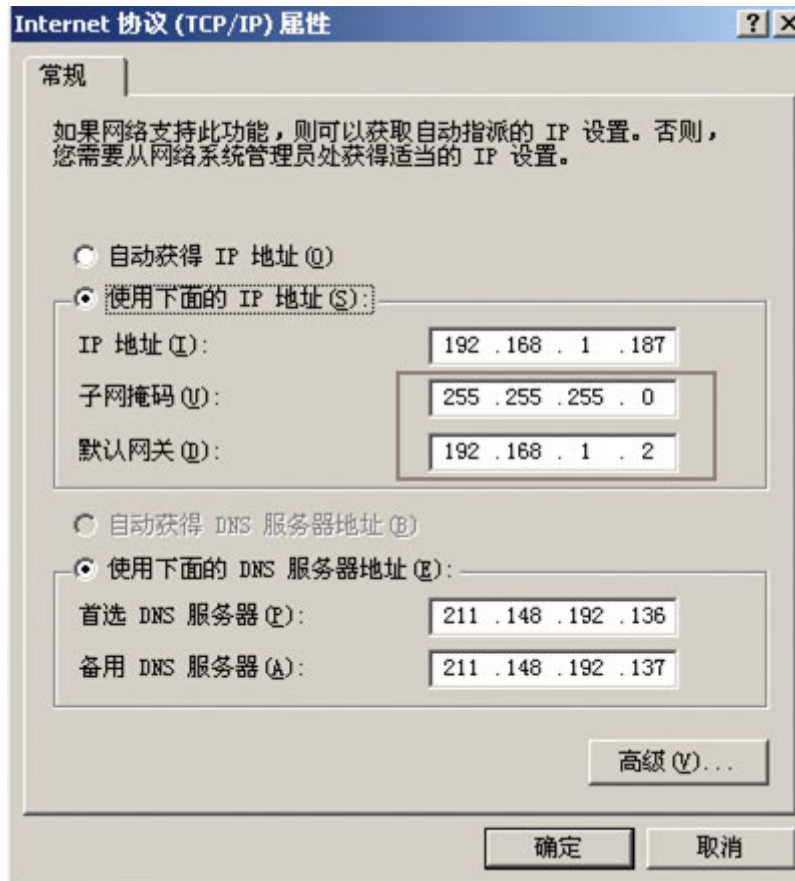 Internet 协议 (TCP/IP) 属性
常规
如果网络支持此功能，则可以获取自动指派的 IP 设置。否则，
您需要从网络系统管理员处获得适当的 IP 设置。
自动获得 IP 地址(O)
使用下面的 IP 地址(S):
IP 地址(I): 192 .168 . 1 .187
子网掩码(U): 255 .255 .255 . 0
默认网关(D): 192 .168 . 1 . 2
自动获得 DNS 服务器地址(B)
使用下面的 DNS 服务器地址(E):
首选 DNS 服务器(P): 211 .148 .192 .136
备用 DNS 服务器(A): 211 .148 .192 .137
高级(V)...
确定 取消